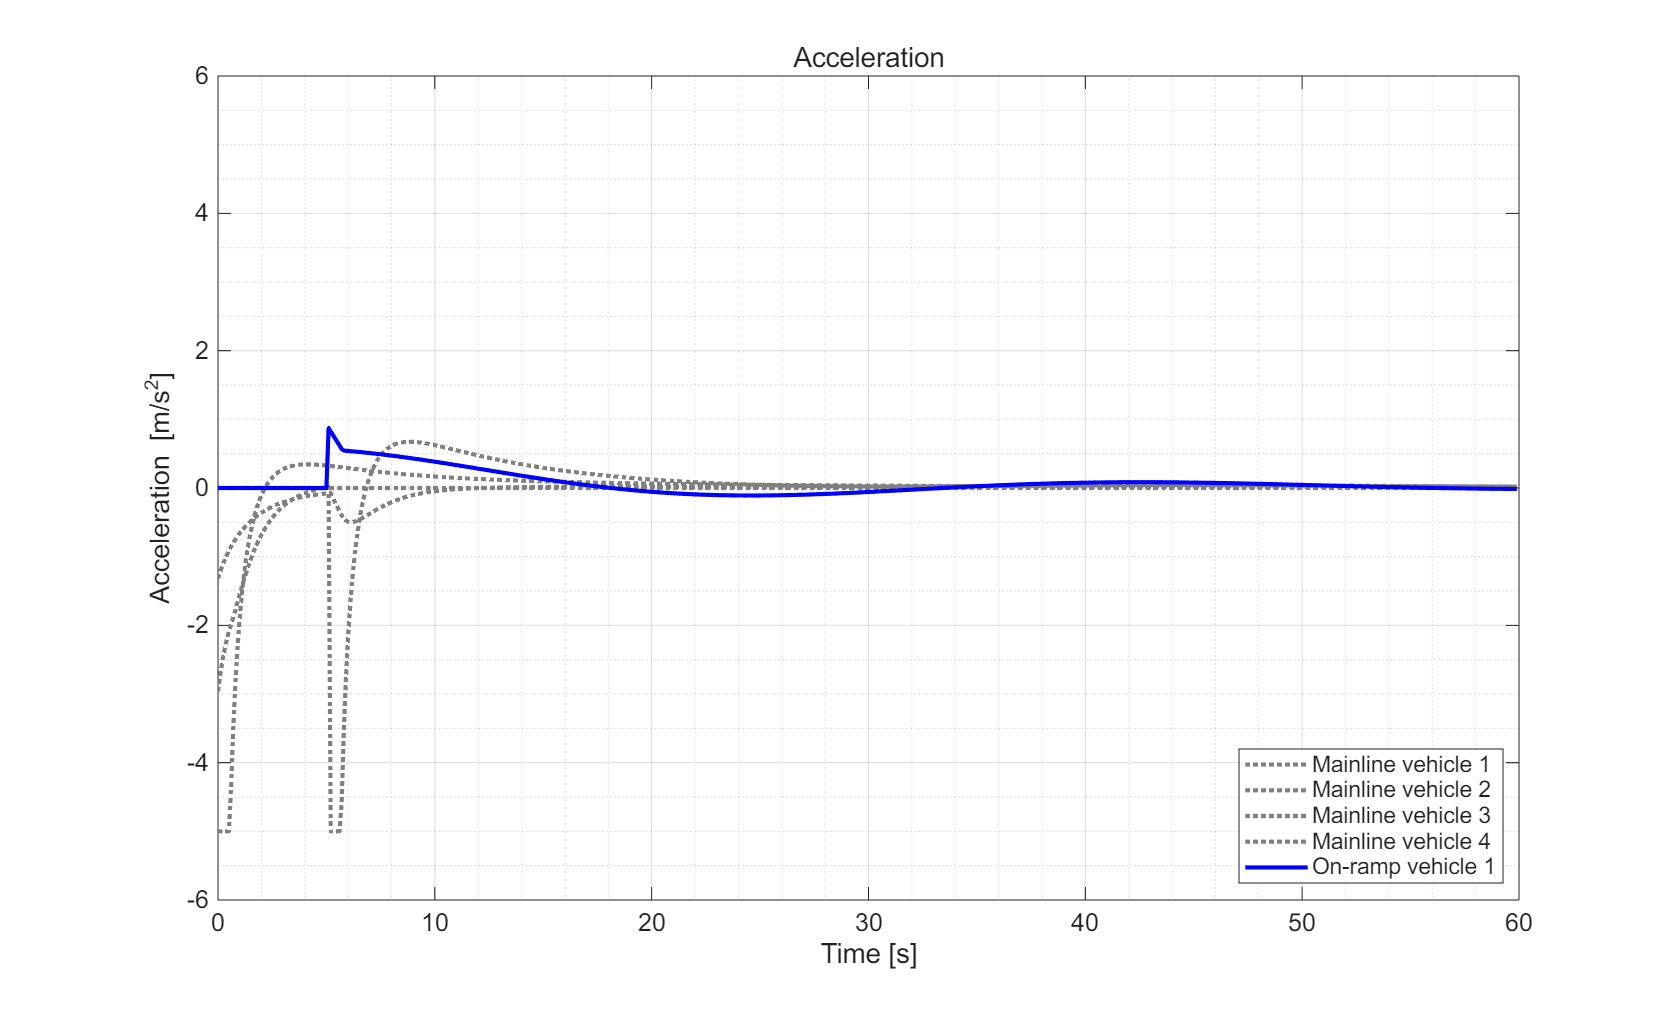 Acceleration
6
4
2
0
-2
-4
-6
Acceleration [m/s²]
0 10 20 30 40 50 60
Time [s]
Mainline vehicle 1
Mainline vehicle 2
Mainline vehicle 3
Mainline vehicle 4
On-ramp vehicle 1